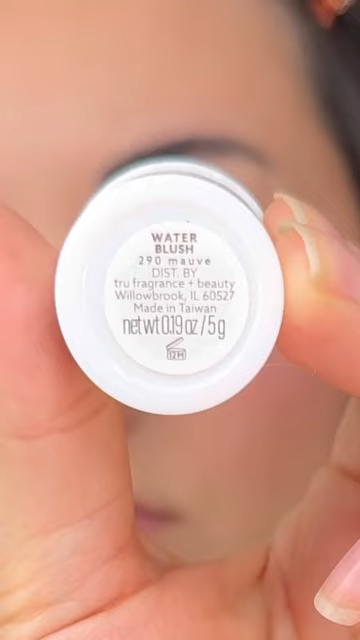 WATER
BLUSH
290 mauve
DIST. BY
tru fragrance + beauty
Willowbrook, IL 60527
Made in Taiwan
net wt 0.19 oz / 5 g
12M